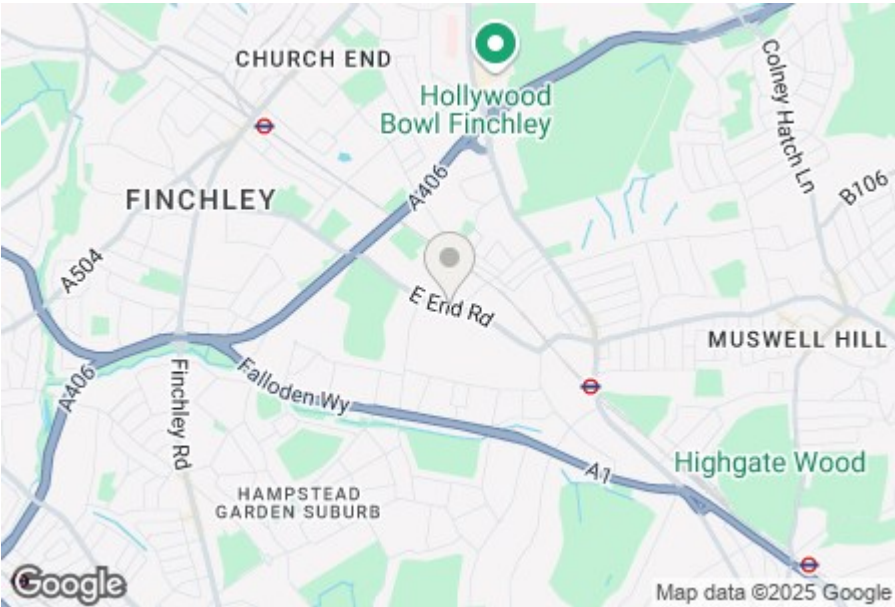 CHURCH END
Colney Hatch Ln
Hollywood
Bowl Finchley
A406
B106
FINCHLEY
A504
E End Rd
MUSWELL HILL
A406
Finchley Rd
Falloden Wy
A1
Highgate Wood
HAMPSTEAD
GARDEN SUBURB
Google
Map data ©2025 Google